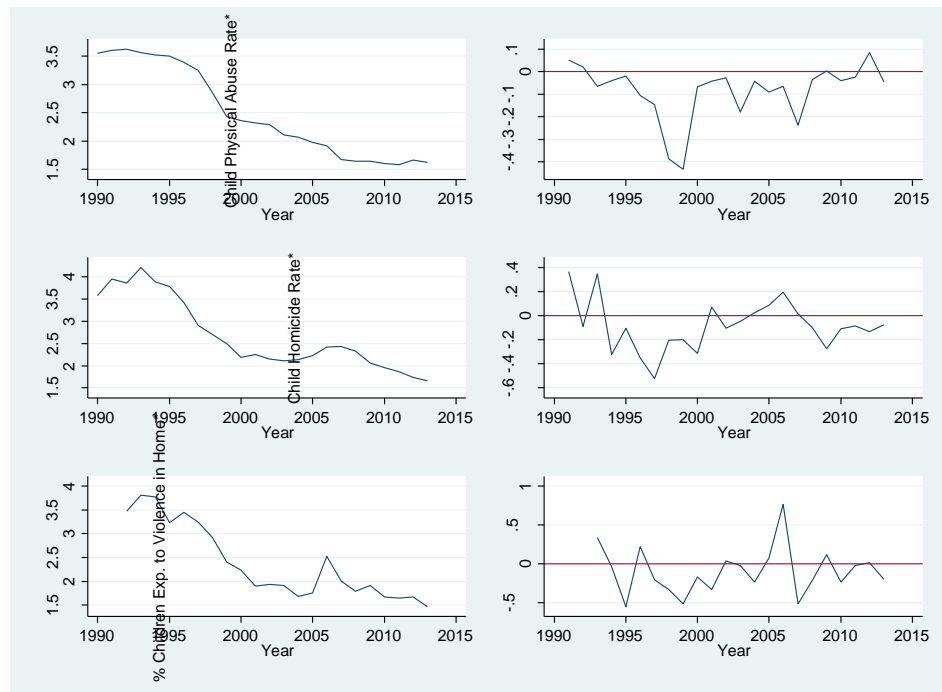 Child Physical Abuse Rate*
1.5 2 2.5 3 3.5
1990 1995 2000 2005 2010 2015
Year
-.4 -.3 -.2 -.1 0 .1
1990 1995 2000 2005 2010 2015
Year
Child Homicide Rate*
1.5 2 2.5 3 3.5 4
1990 1995 2000 2005 2010 2015
Year
-.6 -.4 -.2 0 .2 .4
1990 1995 2000 2005 2010 2015
Year
% Children Exp. to Violence in Home*
1.5 2 2.5 3 3.5 4
1990 1995 2000 2005 2010 2015
Year
-.5 0 .5 1
1990 1995 2000 2005 2010 2015
Year